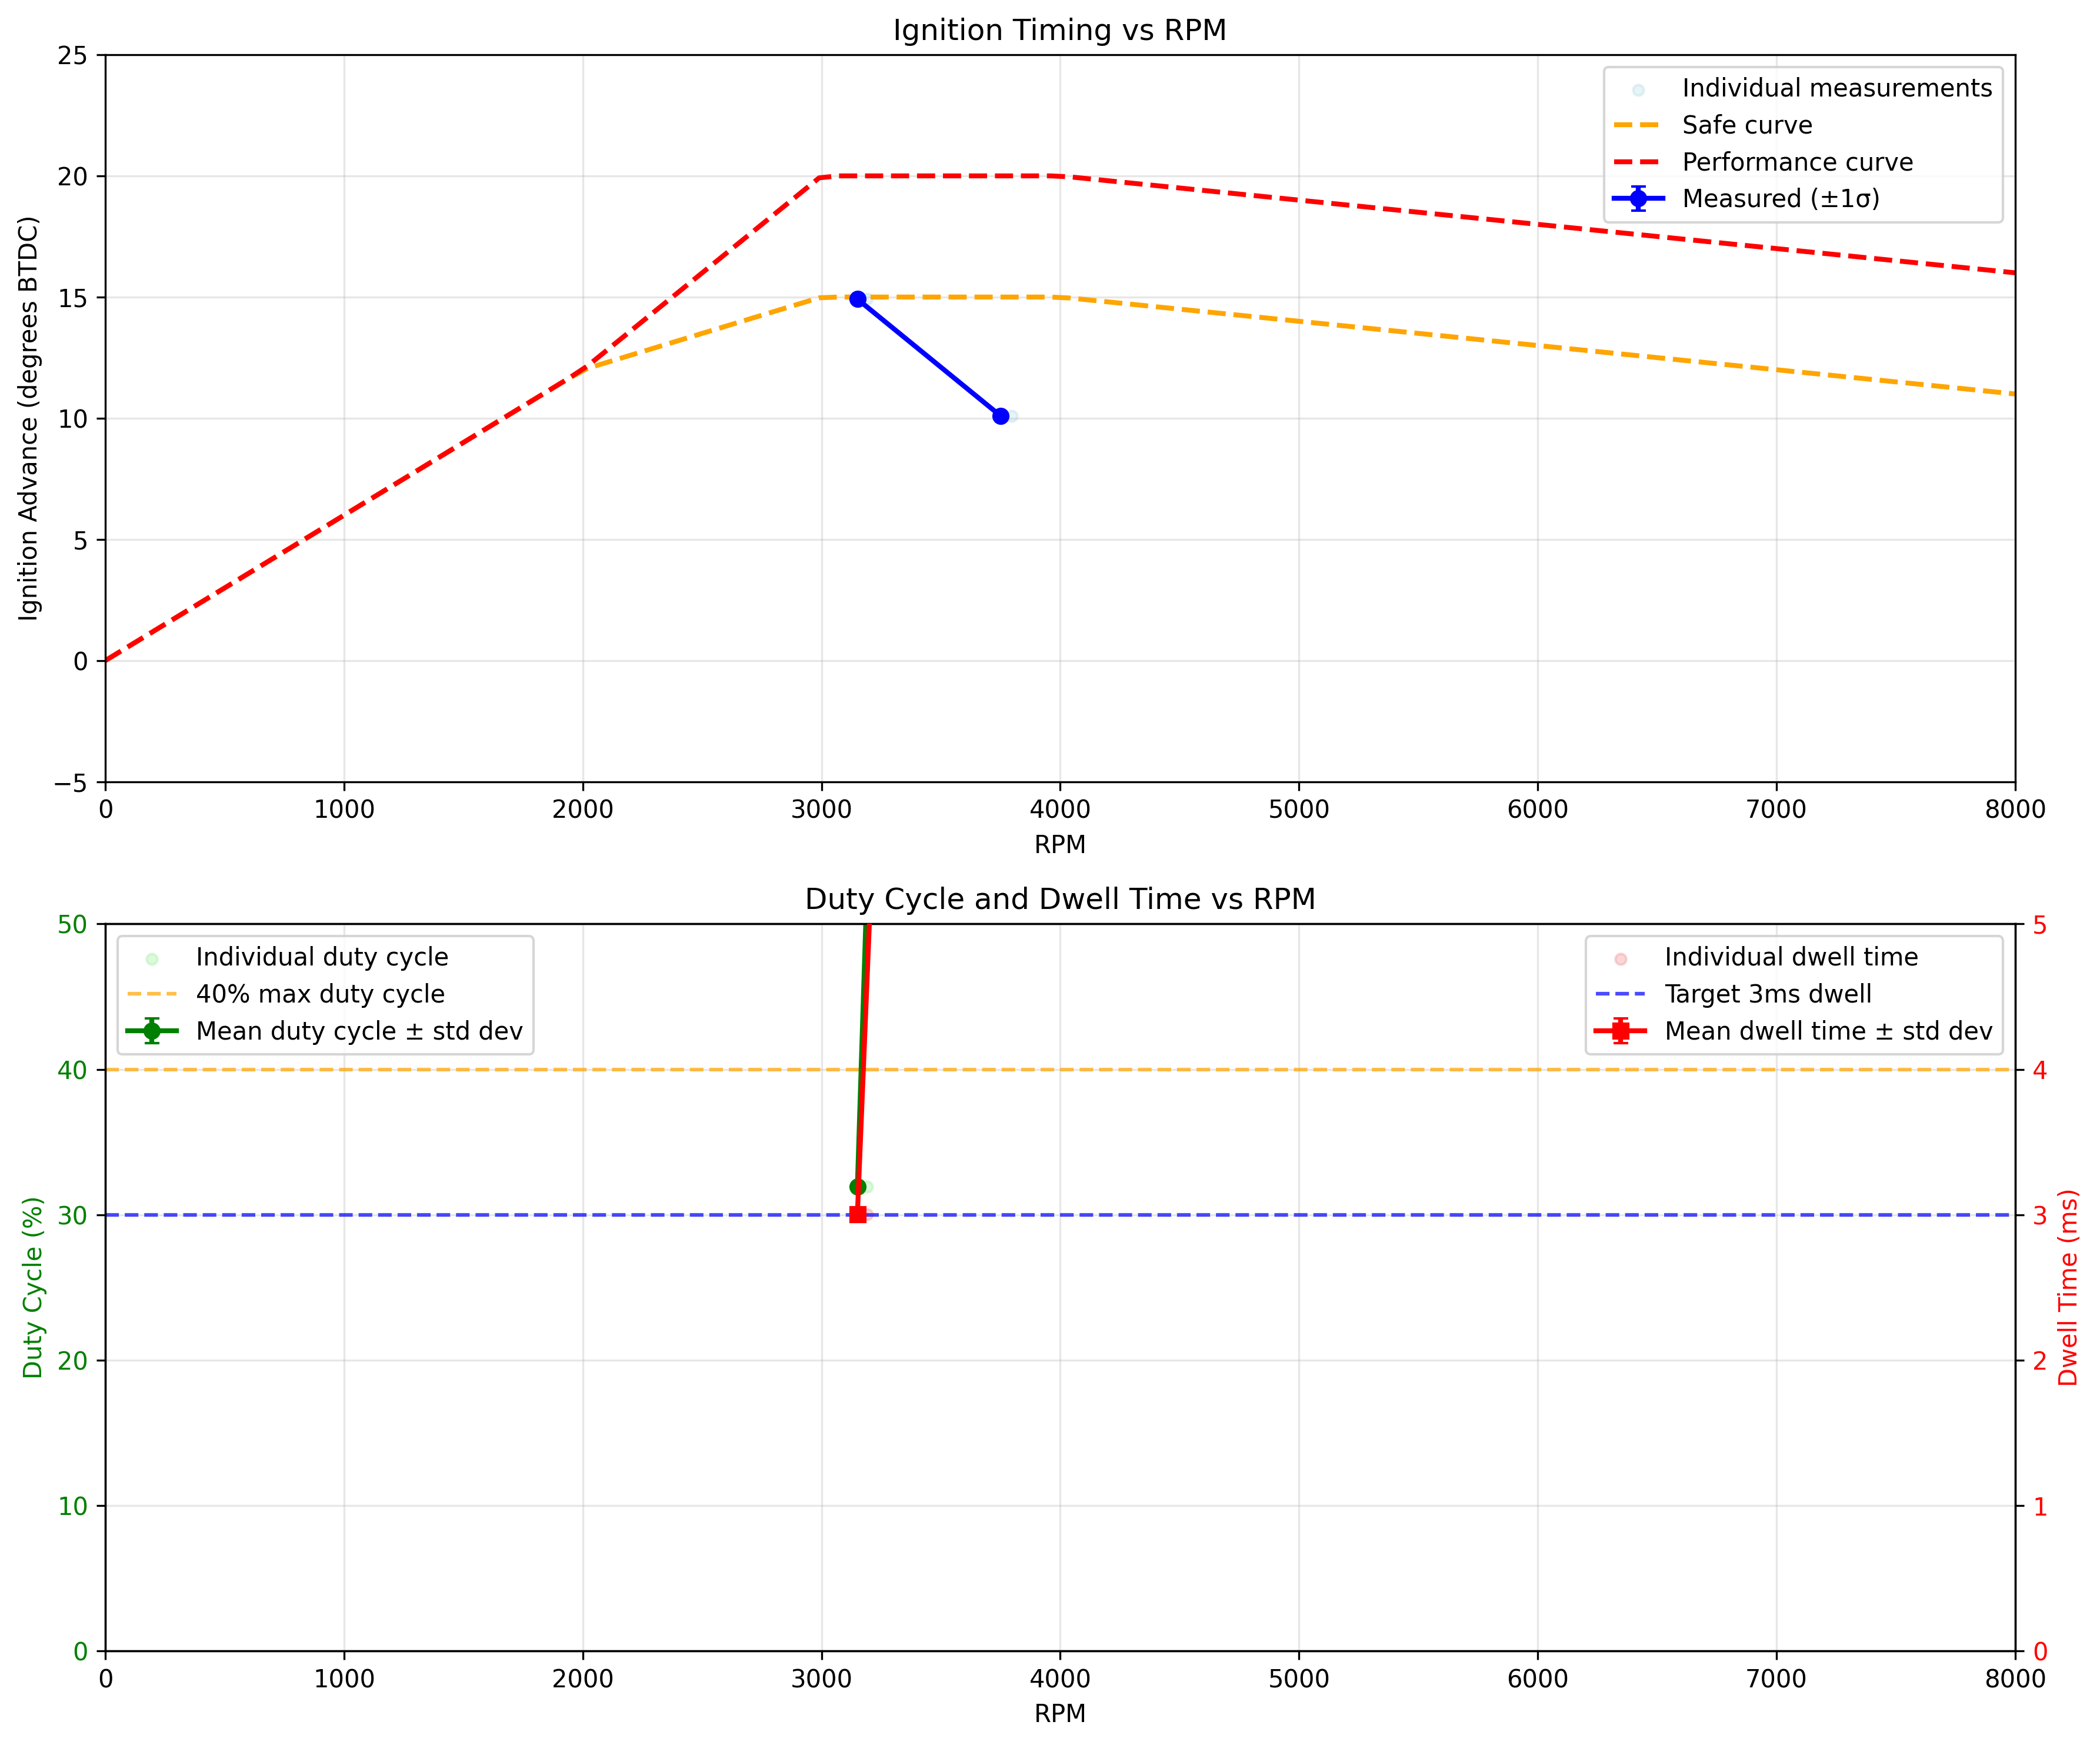 Ignition Timing vs RPM
25
20
15
10
5
0
−5
Ignition Advance (degrees BTDC)
Individual measurements
Safe curve
Performance curve
Measured (±1σ)
0 1000 2000 3000 4000 5000 6000 7000 8000
RPM
Duty Cycle and Dwell Time vs RPM
50
40
30
20
10
0
Duty Cycle (%)
Individual duty cycle
40% max duty cycle
Mean duty cycle ± std dev
Individual dwell time
Target 3ms dwell
Mean dwell time ± std dev
5
4
3
2
1
0
Dwell Time (ms)
0 1000 2000 3000 4000 5000 6000 7000 8000
RPM